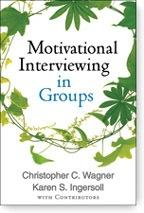 Motivational
Interviewing
in Groups
Christopher C. Wagner
Karen S. Ingersoll
WITH CONTRIBUTORS